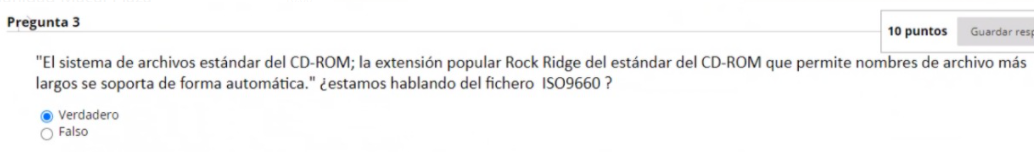 Pregunta 3
10 puntos
Guardar resp
"El sistema de archivos estándar del CD-ROM; la extensión popular Rock Ridge del estándar del CD-ROM que permite nombres de archivo más
largos se soporta de forma automática." ¿estamos hablando del fichero ISO9660 ?
Verdadero
Falso